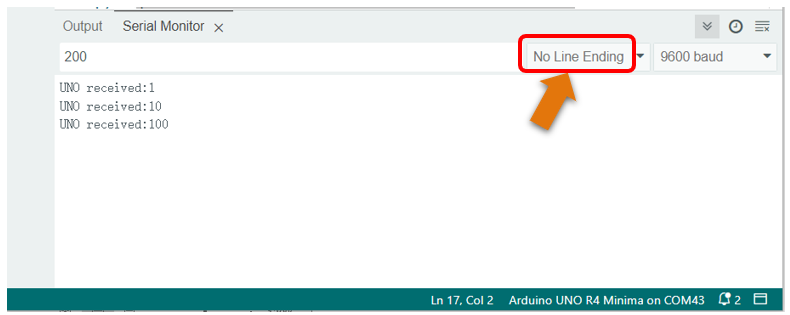 Output Serial Monitor
200 No Line Ending 9600 baud
UNO received:1
UNO received:10
UNO received:100
Ln 17, Col 2 Arduino UNO R4 Minima on COM43 2